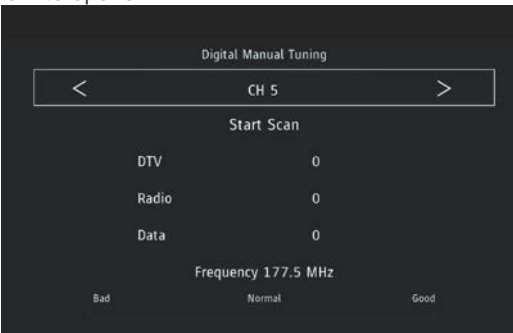 Digital Manual Tuning
< CH 5 >
Start Scan
DTV 0
Radio 0
Data 0
Frequency 177.5 MHz
Bad Normal Good